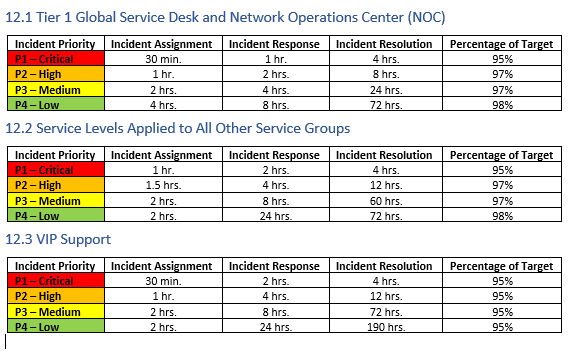 12.1 Tier 1 Global Service Desk and Network Operations Center (NOC)
Incident Priority Incident Assignment Incident Response Incident Resolution Percentage of Target
P1 – Critical 30 min. 1 hr. 4 hrs. 95%
P2 – High 1 hr. 2 hrs. 8 hrs. 97%
P3 – Medium 2 hrs. 4 hrs. 24 hrs. 97%
P4 – Low 4 hrs. 8 hrs. 72 hrs. 98%
12.2 Service Levels Applied to All Other Service Groups
Incident Priority Incident Assignment Incident Response Incident Resolution Percentage of Target
P1 – Critical 1 hr. 2 hrs. 4 hrs. 95%
P2 – High 1.5 hrs. 4 hrs. 12 hrs. 97%
P3 – Medium 2 hrs. 8 hrs. 60 hrs. 97%
P4 – Low 2 hrs. 24 hrs. 72 hrs. 98%
12.3 VIP Support
Incident Priority Incident Assignment Incident Response Incident Resolution Percentage of Target
P1 – Critical 30 min. 2 hrs. 4 hrs. 95%
P2 – High 1 hr. 4 hrs. 12 hrs. 95%
P3 – Medium 2 hrs. 8 hrs. 72 hrs. 95%
P4 – Low 2 hrs. 24 hrs. 190 hrs. 95%